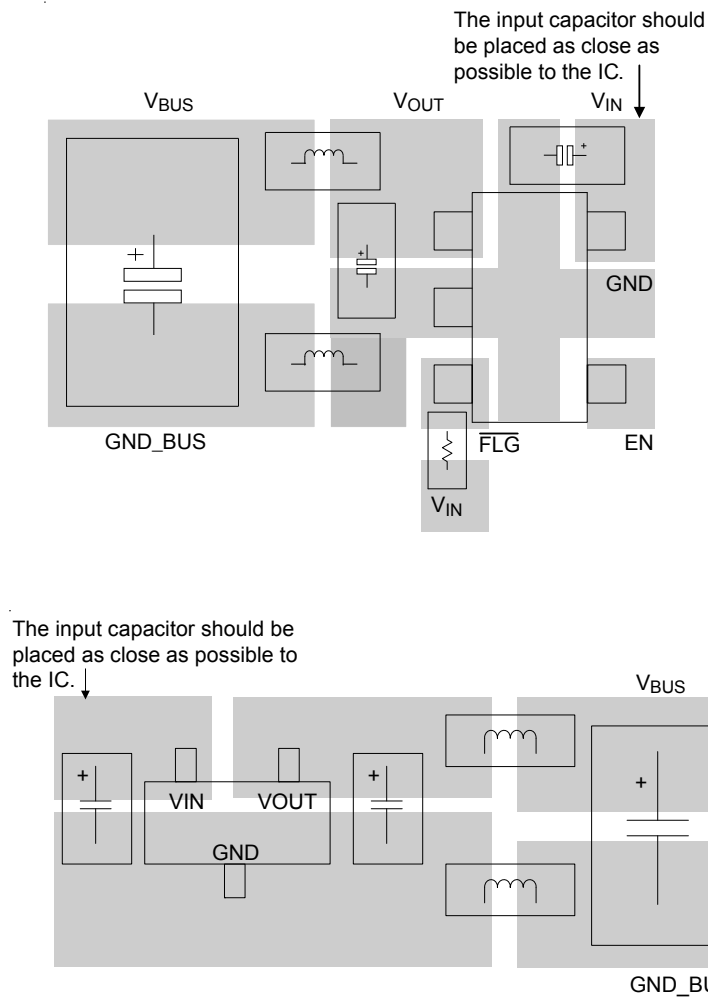 The input capacitor should
be placed as close as
possible to the IC.
VBUS
VOUT
VIN
+
+
+
GND
GND_BUS
FLG
EN
VIN
The input capacitor should be
placed as close as possible to
the IC.
VBUS
+
+
+
VIN
VOUT
GND
GND_BU